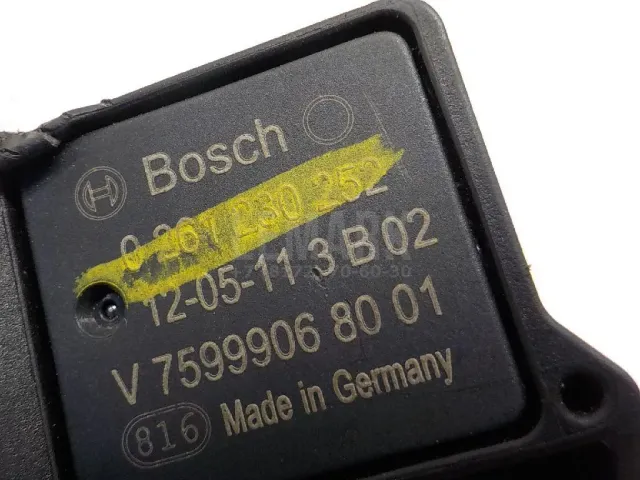 Bosch
0 261 230 252
12-05-11 3 B 02
V 7599906 80 01
816 Made in Germany